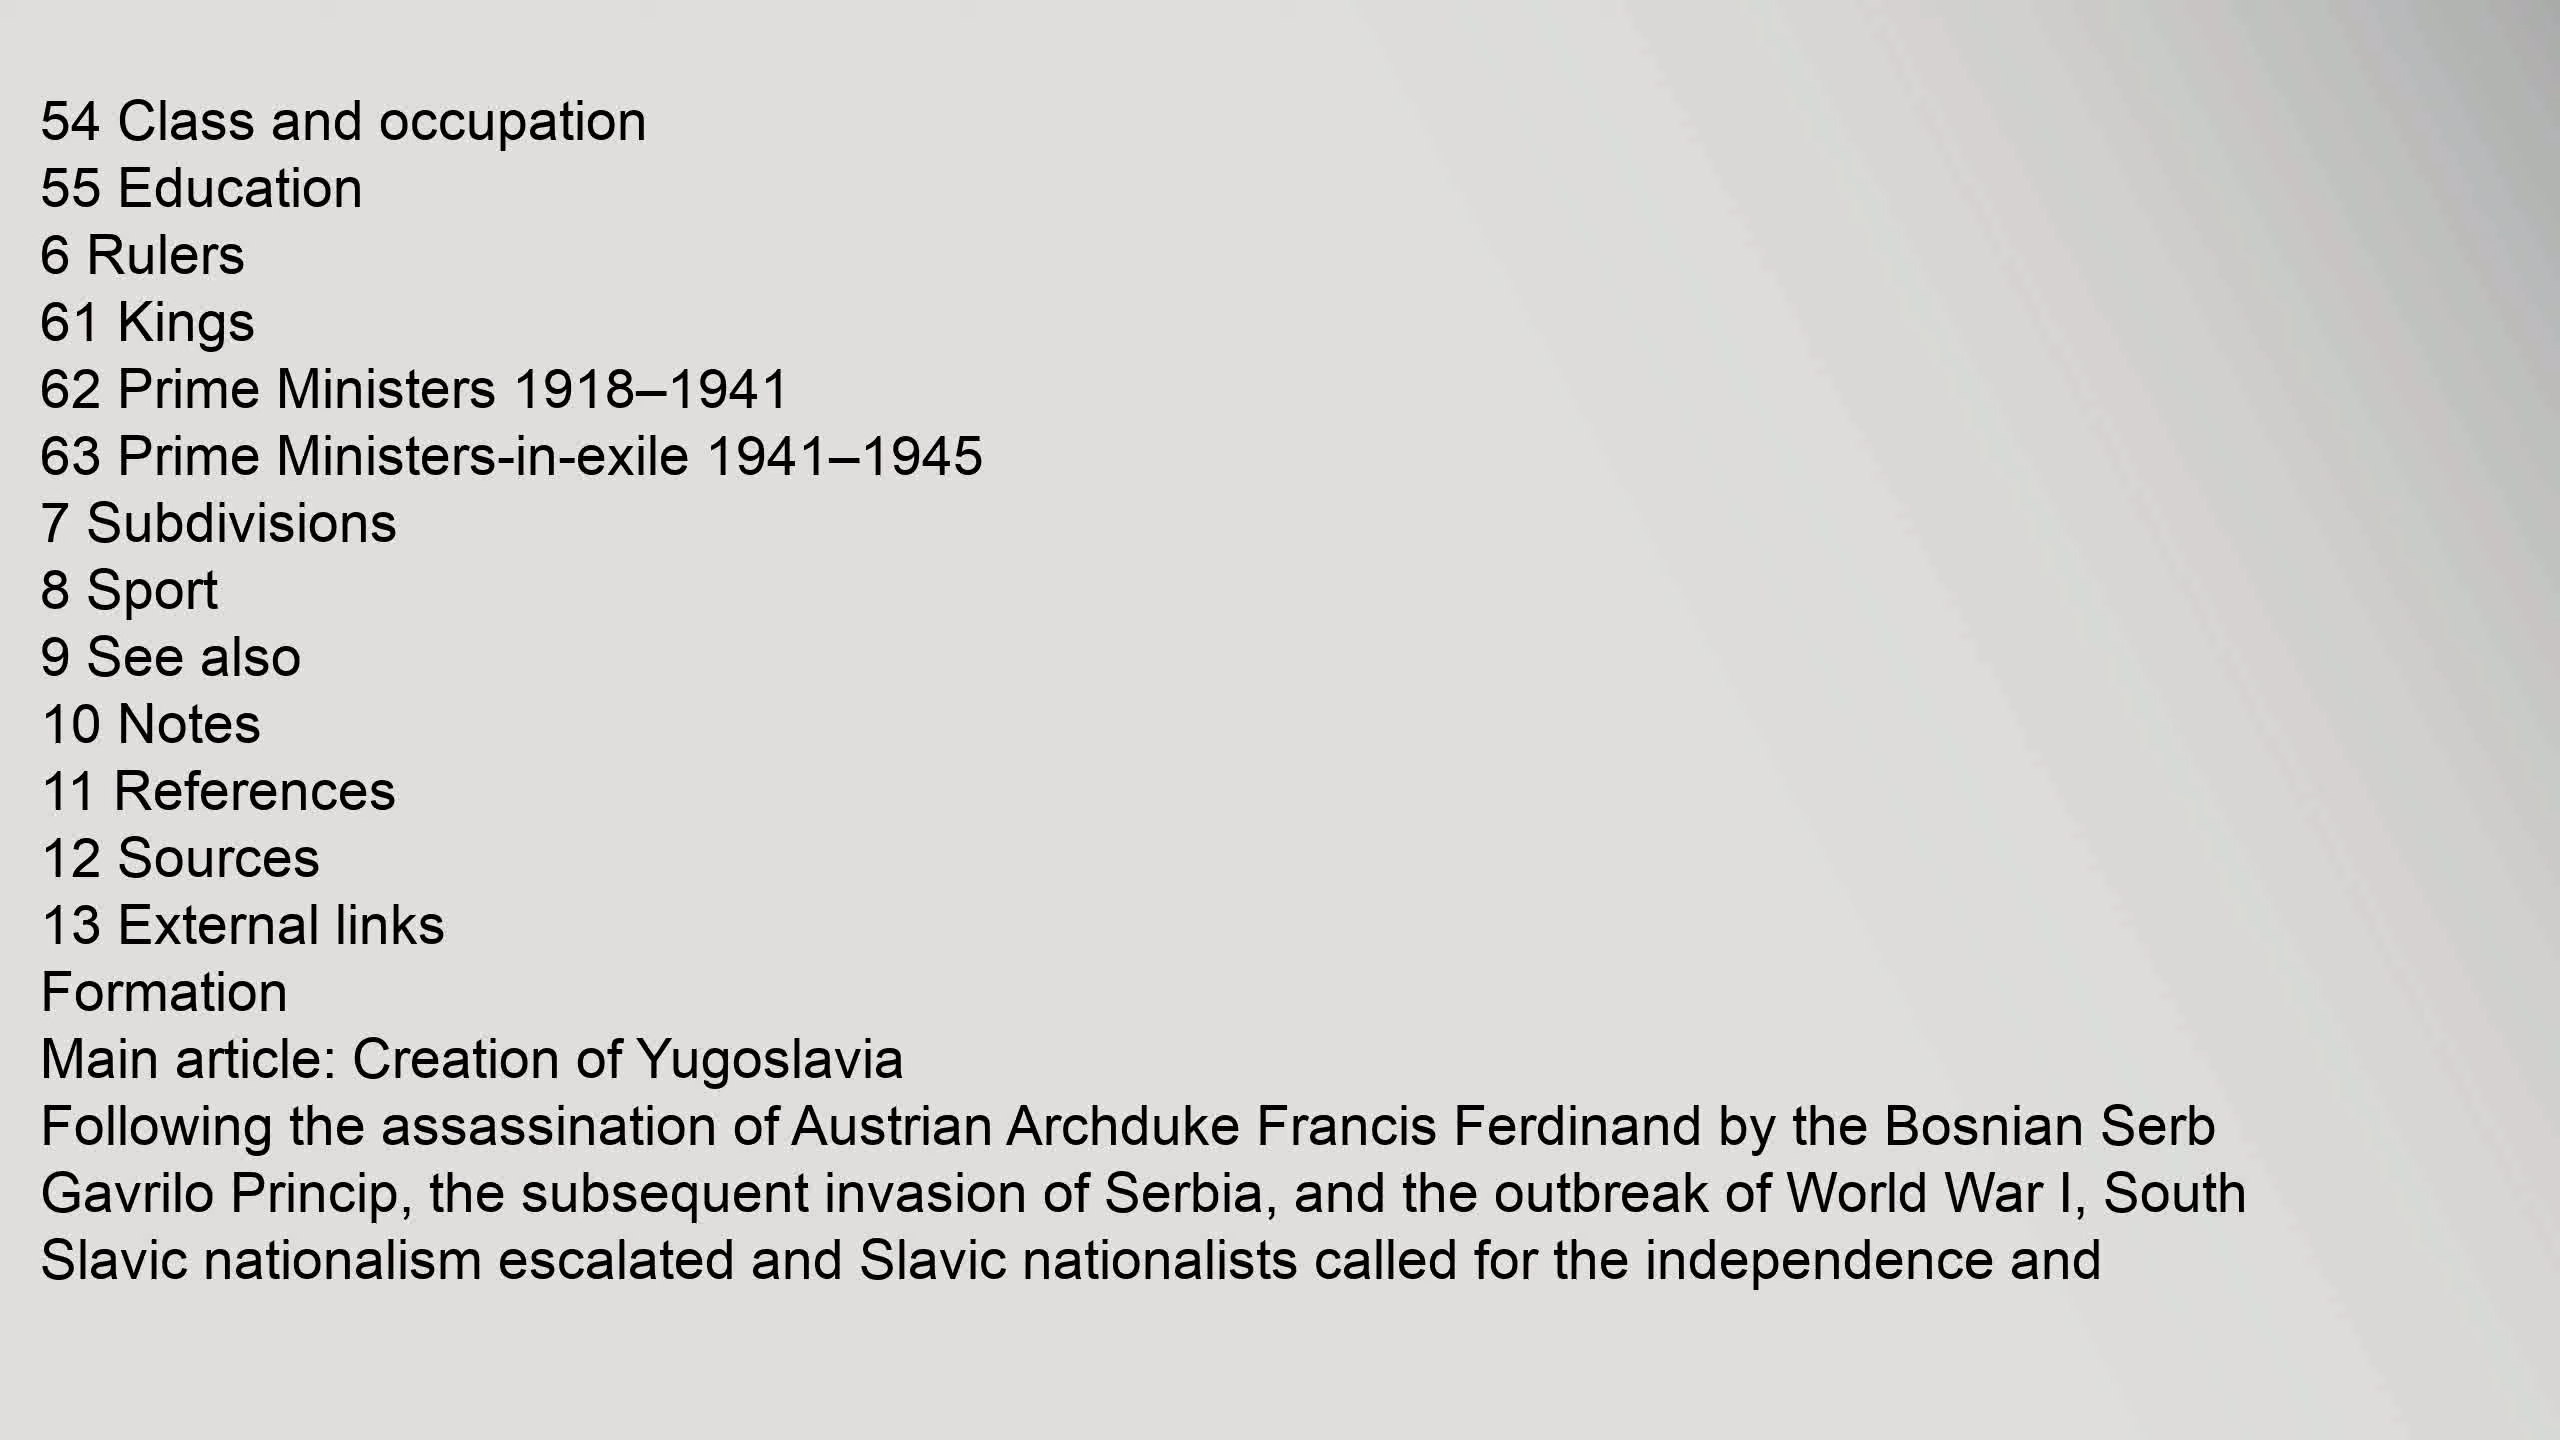 54 Class and occupation
55 Education
6 Rulers
61 Kings
62 Prime Ministers 1918–1941
63 Prime Ministers-in-exile 1941–1945
7 Subdivisions
8 Sport
9 See also
10 Notes
11 References
12 Sources
13 External links
Formation
Main article: Creation of Yugoslavia
Following the assassination of Austrian Archduke Francis Ferdinand by the Bosnian Serb
Gavrilo Princip, the subsequent invasion of Serbia, and the outbreak of World War I, South
Slavic nationalism escalated and Slavic nationalists called for the independence and